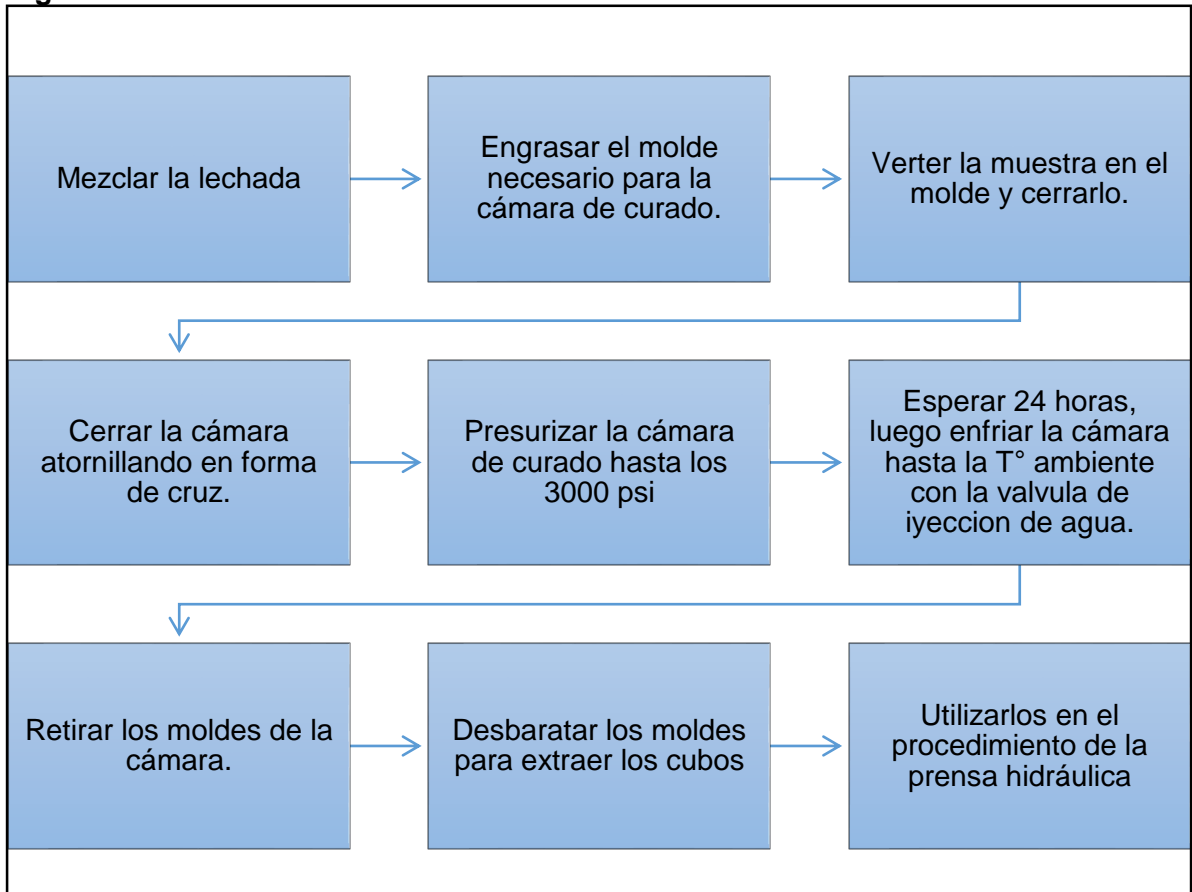 Mezclar la lechada
Engrasar el molde
necesario para la
cámara de curado.
Verter la muestra en el
molde y cerrarlo.
Cerrar la cámara
atornillando en forma
de cruz.
Presurizar la cámara
de curado hasta los
3000 psi
Esperar 24 horas,
luego enfriar la cámara
hasta la T° ambiente
con la valvula de
iyeccion de agua.
Retirar los moldes de la
cámara.
Desbaratar los moldes
para extraer los cubos
Utilizarlos en el
procedimiento de la
prensa hidráulica